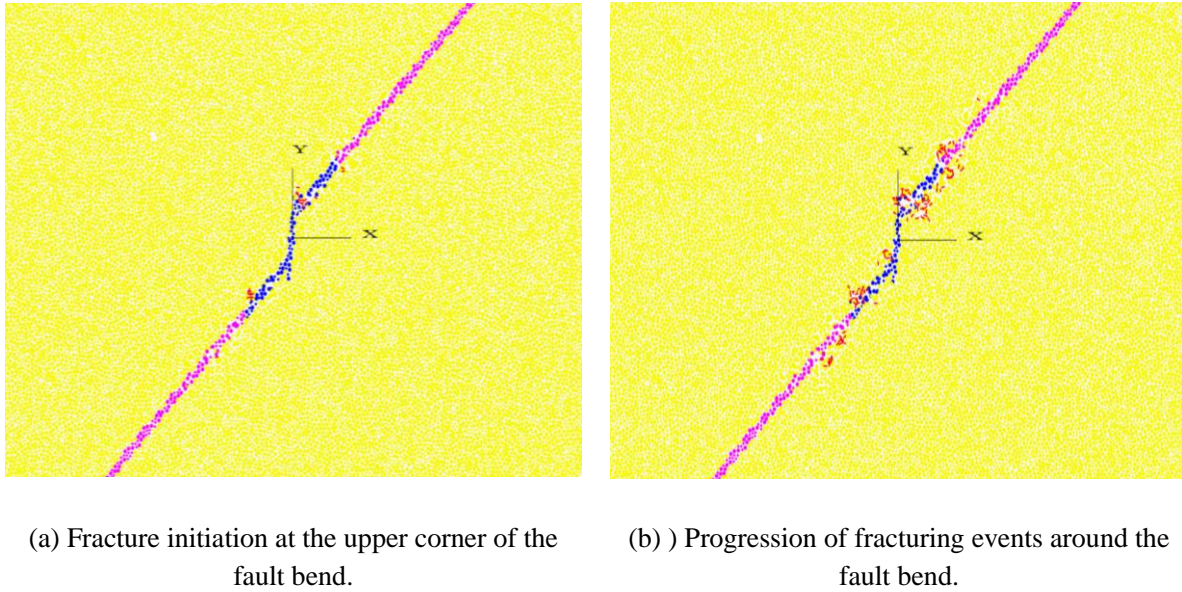 Y
X
Y
X
(a) Fracture initiation at the upper corner of the
fault bend.
(b) ) Progression of fracturing events around the
fault bend.